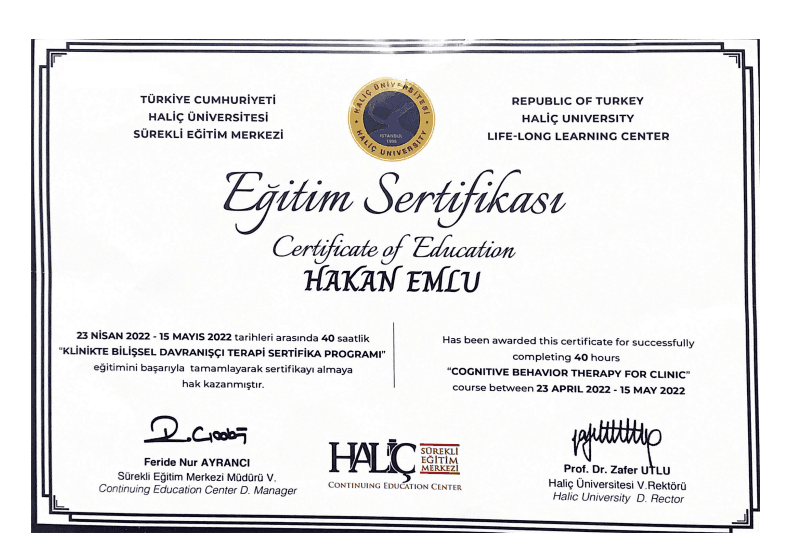 TÜRKİYE CUMHURİYETİ
HALİÇ ÜNİVERSİTESİ
SÜREKLİ EĞİTİM MERKEZİ
HALİÇ ÜNİVERSİTESİ
İSTANBUL
1998
HALİÇ UNIVERSITY
REPUBLIC OF TURKEY
HALİÇ UNIVERSITY
LIFE-LONG LEARNING CENTER
Eğitim Sertifikası
Certificate of Education
HAKAN EMLU
23 NİSAN 2022 - 15 MAYIS 2022 tarihleri arasında 40 saatlik
"KLİNİKTE BİLİŞSEL DAVRANIŞÇI TERAPİ SERTİFİKA PROGRAMI"
eğitimini başarıyla tamamlayarak sertifikayı almaya
hak kazanmıştır.
Has been awarded this certificate for successfully
completing 40 hours
"COGNITIVE BEHAVIOR THERAPY FOR CLINIC"
course between 23 APRIL 2022 - 15 MAY 2022
Feride Nur AYRANCI
Sürekli Eğitim Merkezi Müdürü V.
Continuing Education Center D. Manager
HALİÇ SÜREKLİ
EĞİTİM
MERKEZİ
CONTINUING EDUCATION CENTER
Prof. Dr. Zafer UTLU
Haliç Üniversitesi V.Rektörü
Halic University D. Rector